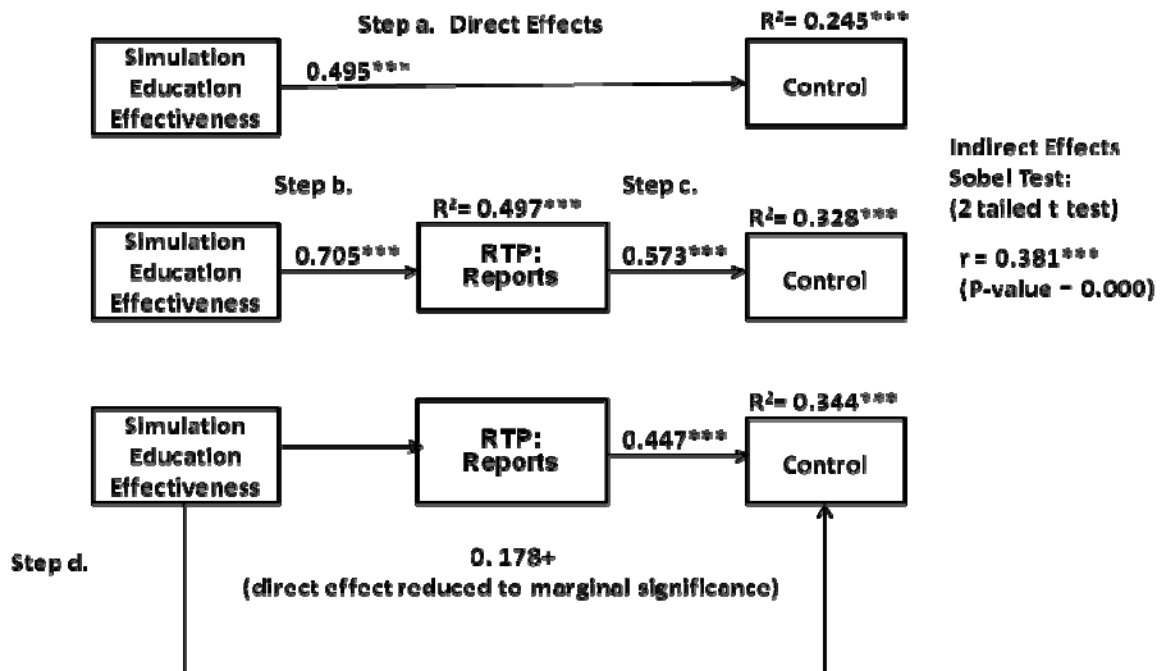 Step a. Direct Effects
R²= 0.245***
Simulation
Education
Effectiveness
0.495***
Control
Indirect Effects
Sobel Test:
(2 tailed t test)
r = 0.381***
(P-value = 0.000)
Step b.
Step c.
Simulation
Education
Effectiveness
0.705***
R²= 0.497***
RTP:
Reports
0.573***
R²= 0.328***
Control
Simulation
Education
Effectiveness
RTP:
Reports
0.447***
R²= 0.344***
Control
Step d.
0. 178+
(direct effect reduced to marginal significance)